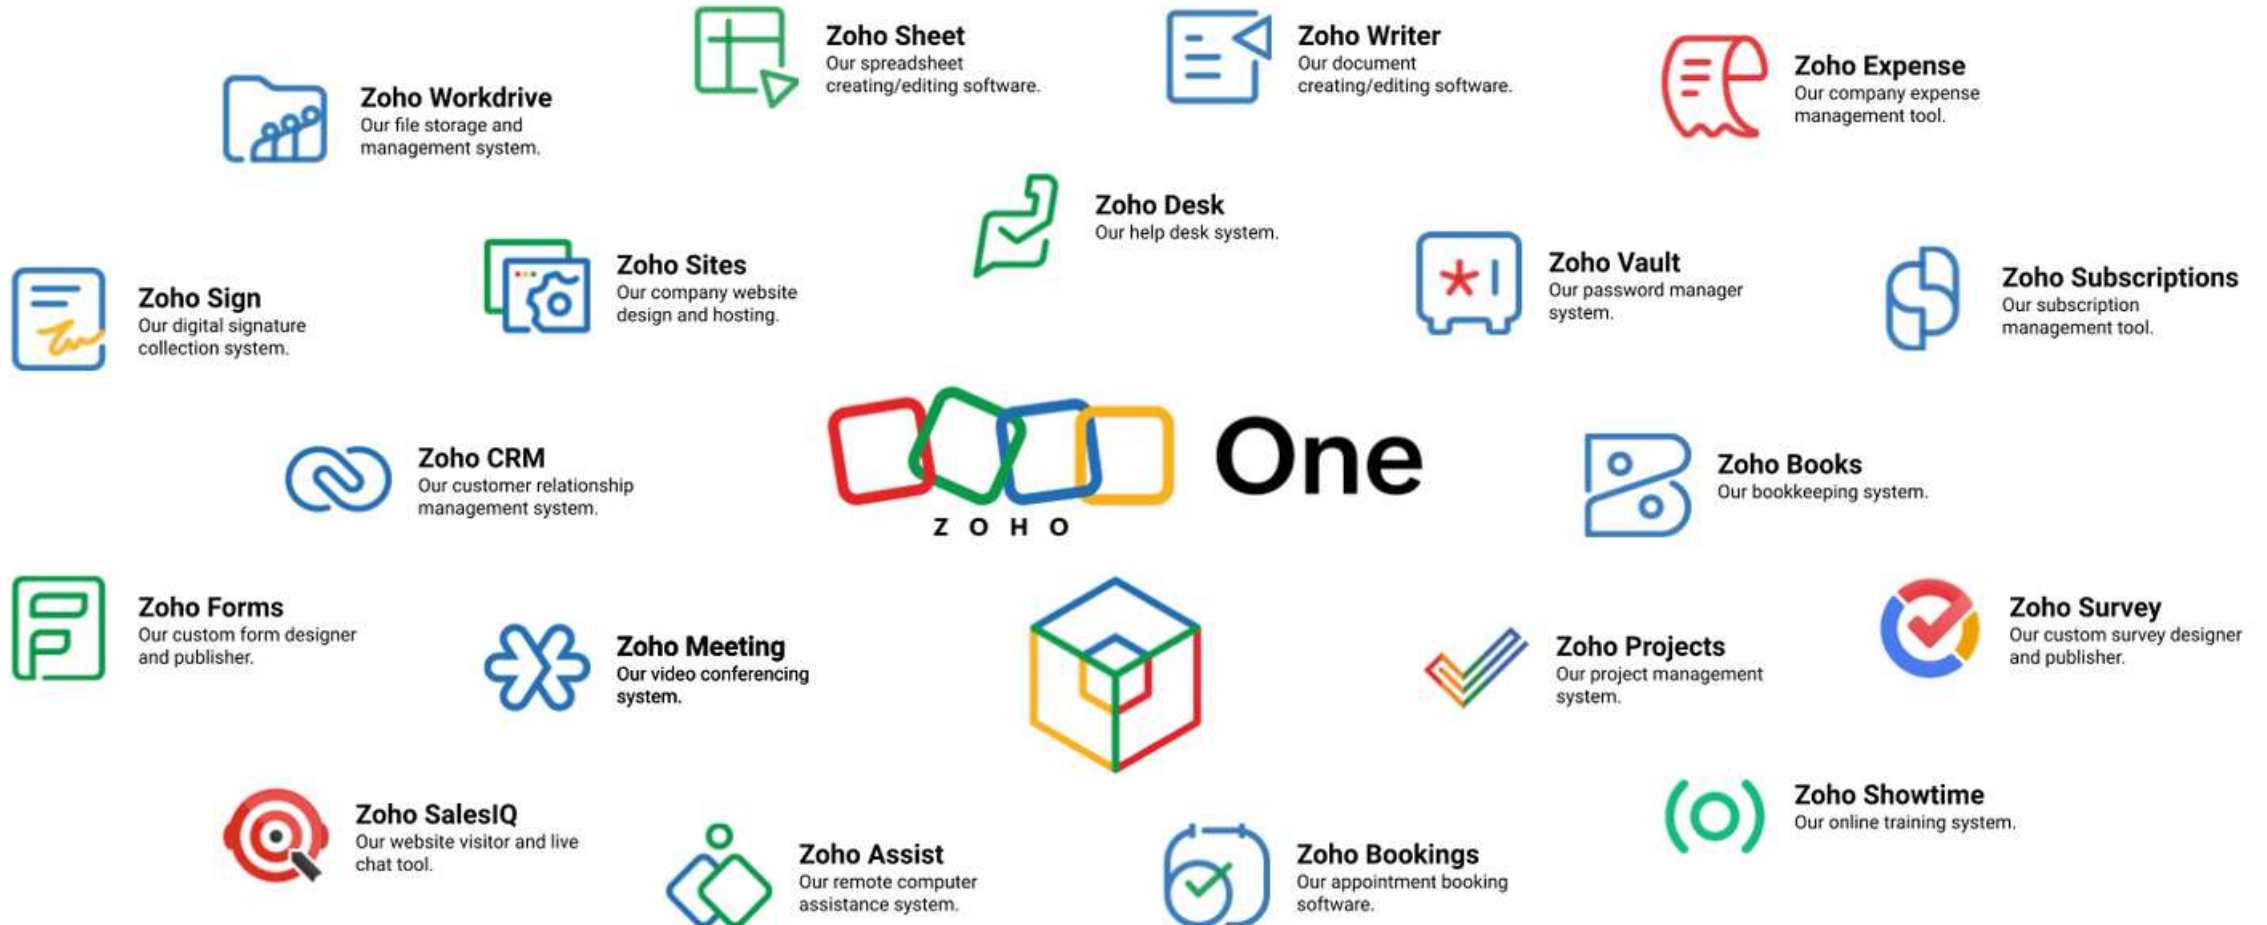 Zoho Sheet
Our spreadsheet
creating/editing software.
Zoho Writer
Our document
creating/editing software.
Zoho Expense
Our company expense
management tool.
Zoho Workdrive
Our file storage and
management system.
Zoho Desk
Our help desk system.
Zoho Sign
Our digital signature
collection system.
Zoho Sites
Our company website
design and hosting.
Zoho Vault
Our password manager
system.
Zoho Subscriptions
Our subscription
management tool.
Zoho CRM
Our customer relationship
management system.
ZOHO
One
Zoho Books
Our bookkeeping system.
Zoho Forms
Our custom form designer
and publisher.
Zoho Meeting
Our video conferencing
system.
Zoho Projects
Our project management
system.
Zoho Survey
Our custom survey designer
and publisher.
Zoho SalesIQ
Our website visitor and live
chat tool.
Zoho Assist
Our remote computer
assistance system.
Zoho Bookings
Our appointment booking
software.
Zoho Showtime
Our online training system.